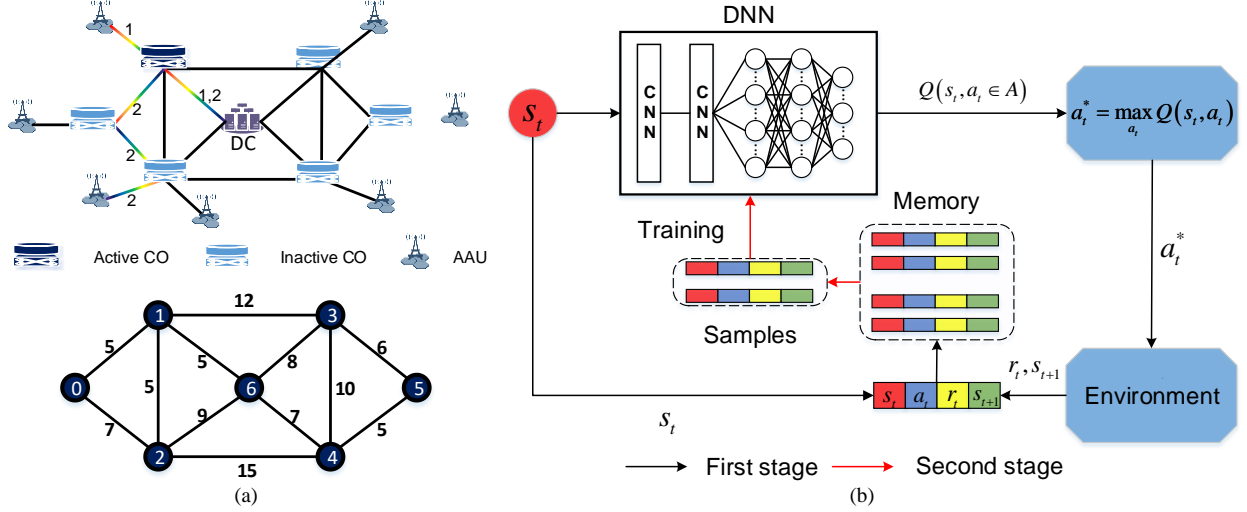 1
1,2
2
2
DC
2
Active CO
Inactive CO
AAU
12
1
3
5
5
8
6
0
5
6
10
5
7
9
7
5
2
4
15
(a)
DNN
CNN
CNN
s_t
Q(s_t, a_t ∈ A)
a_t^* = max_{a_t} Q(s_t, a_t)
Training
Memory
a_t^*
Samples
r_t, s_{t+1}
s_t a_t r_t s_{t+1}
Environment
s_t
First stage
Second stage
(b)